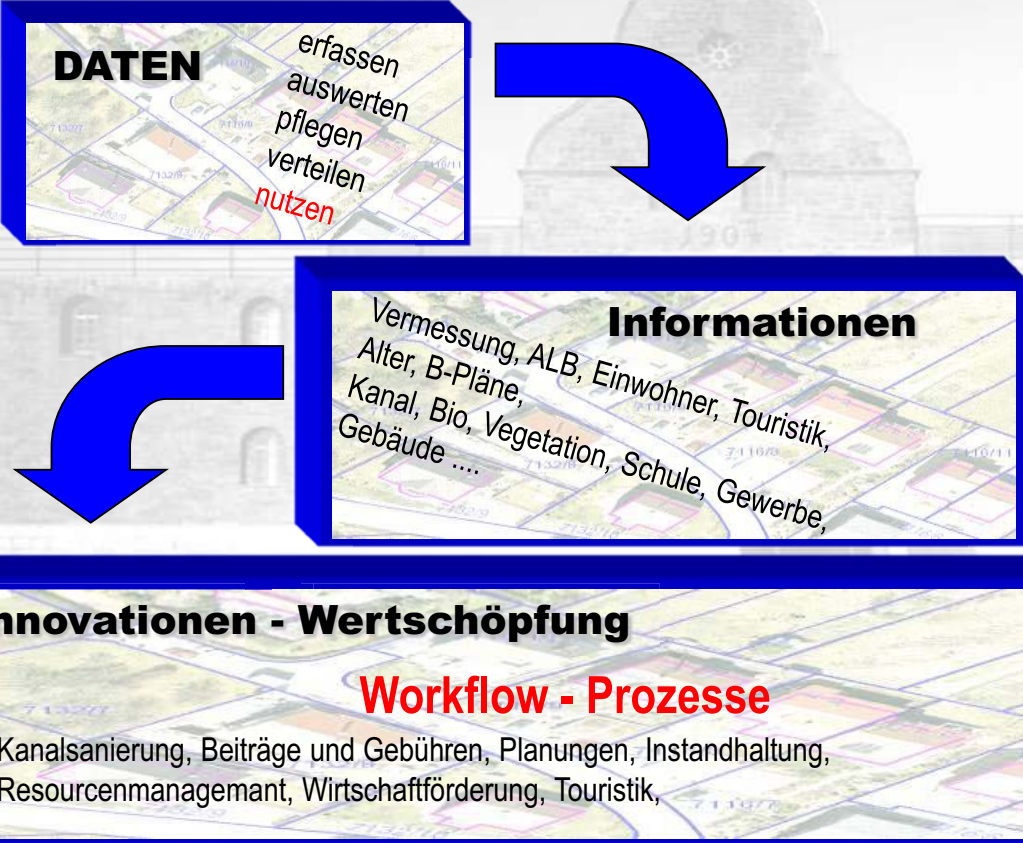 DATEN
erfassen
auswerten
pflegen
verteilen
nutzen
1904
Informationen
Vermessung, ALB, Einwohner, Touristik,
Alter, B-Pläne,
Kanal, Bio, Vegetation, Schule, Gewerbe,
Gebäude ....
nnovationen - Wertschöpfung
Workflow - Prozesse
Kanalsanierung, Beiträge und Gebühren, Planungen, Instandhaltung,
Resourcenmanagemant, Wirtschaftförderung, Touristik,